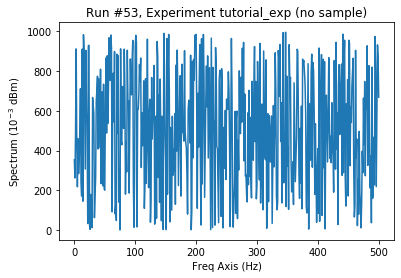 Run #53, Experiment tutorial_exp (no sample)
1000
800
600
400
200
0
Spectrum (10⁻³ dBm)
0 100 200 300 400 500
Freq Axis (Hz)